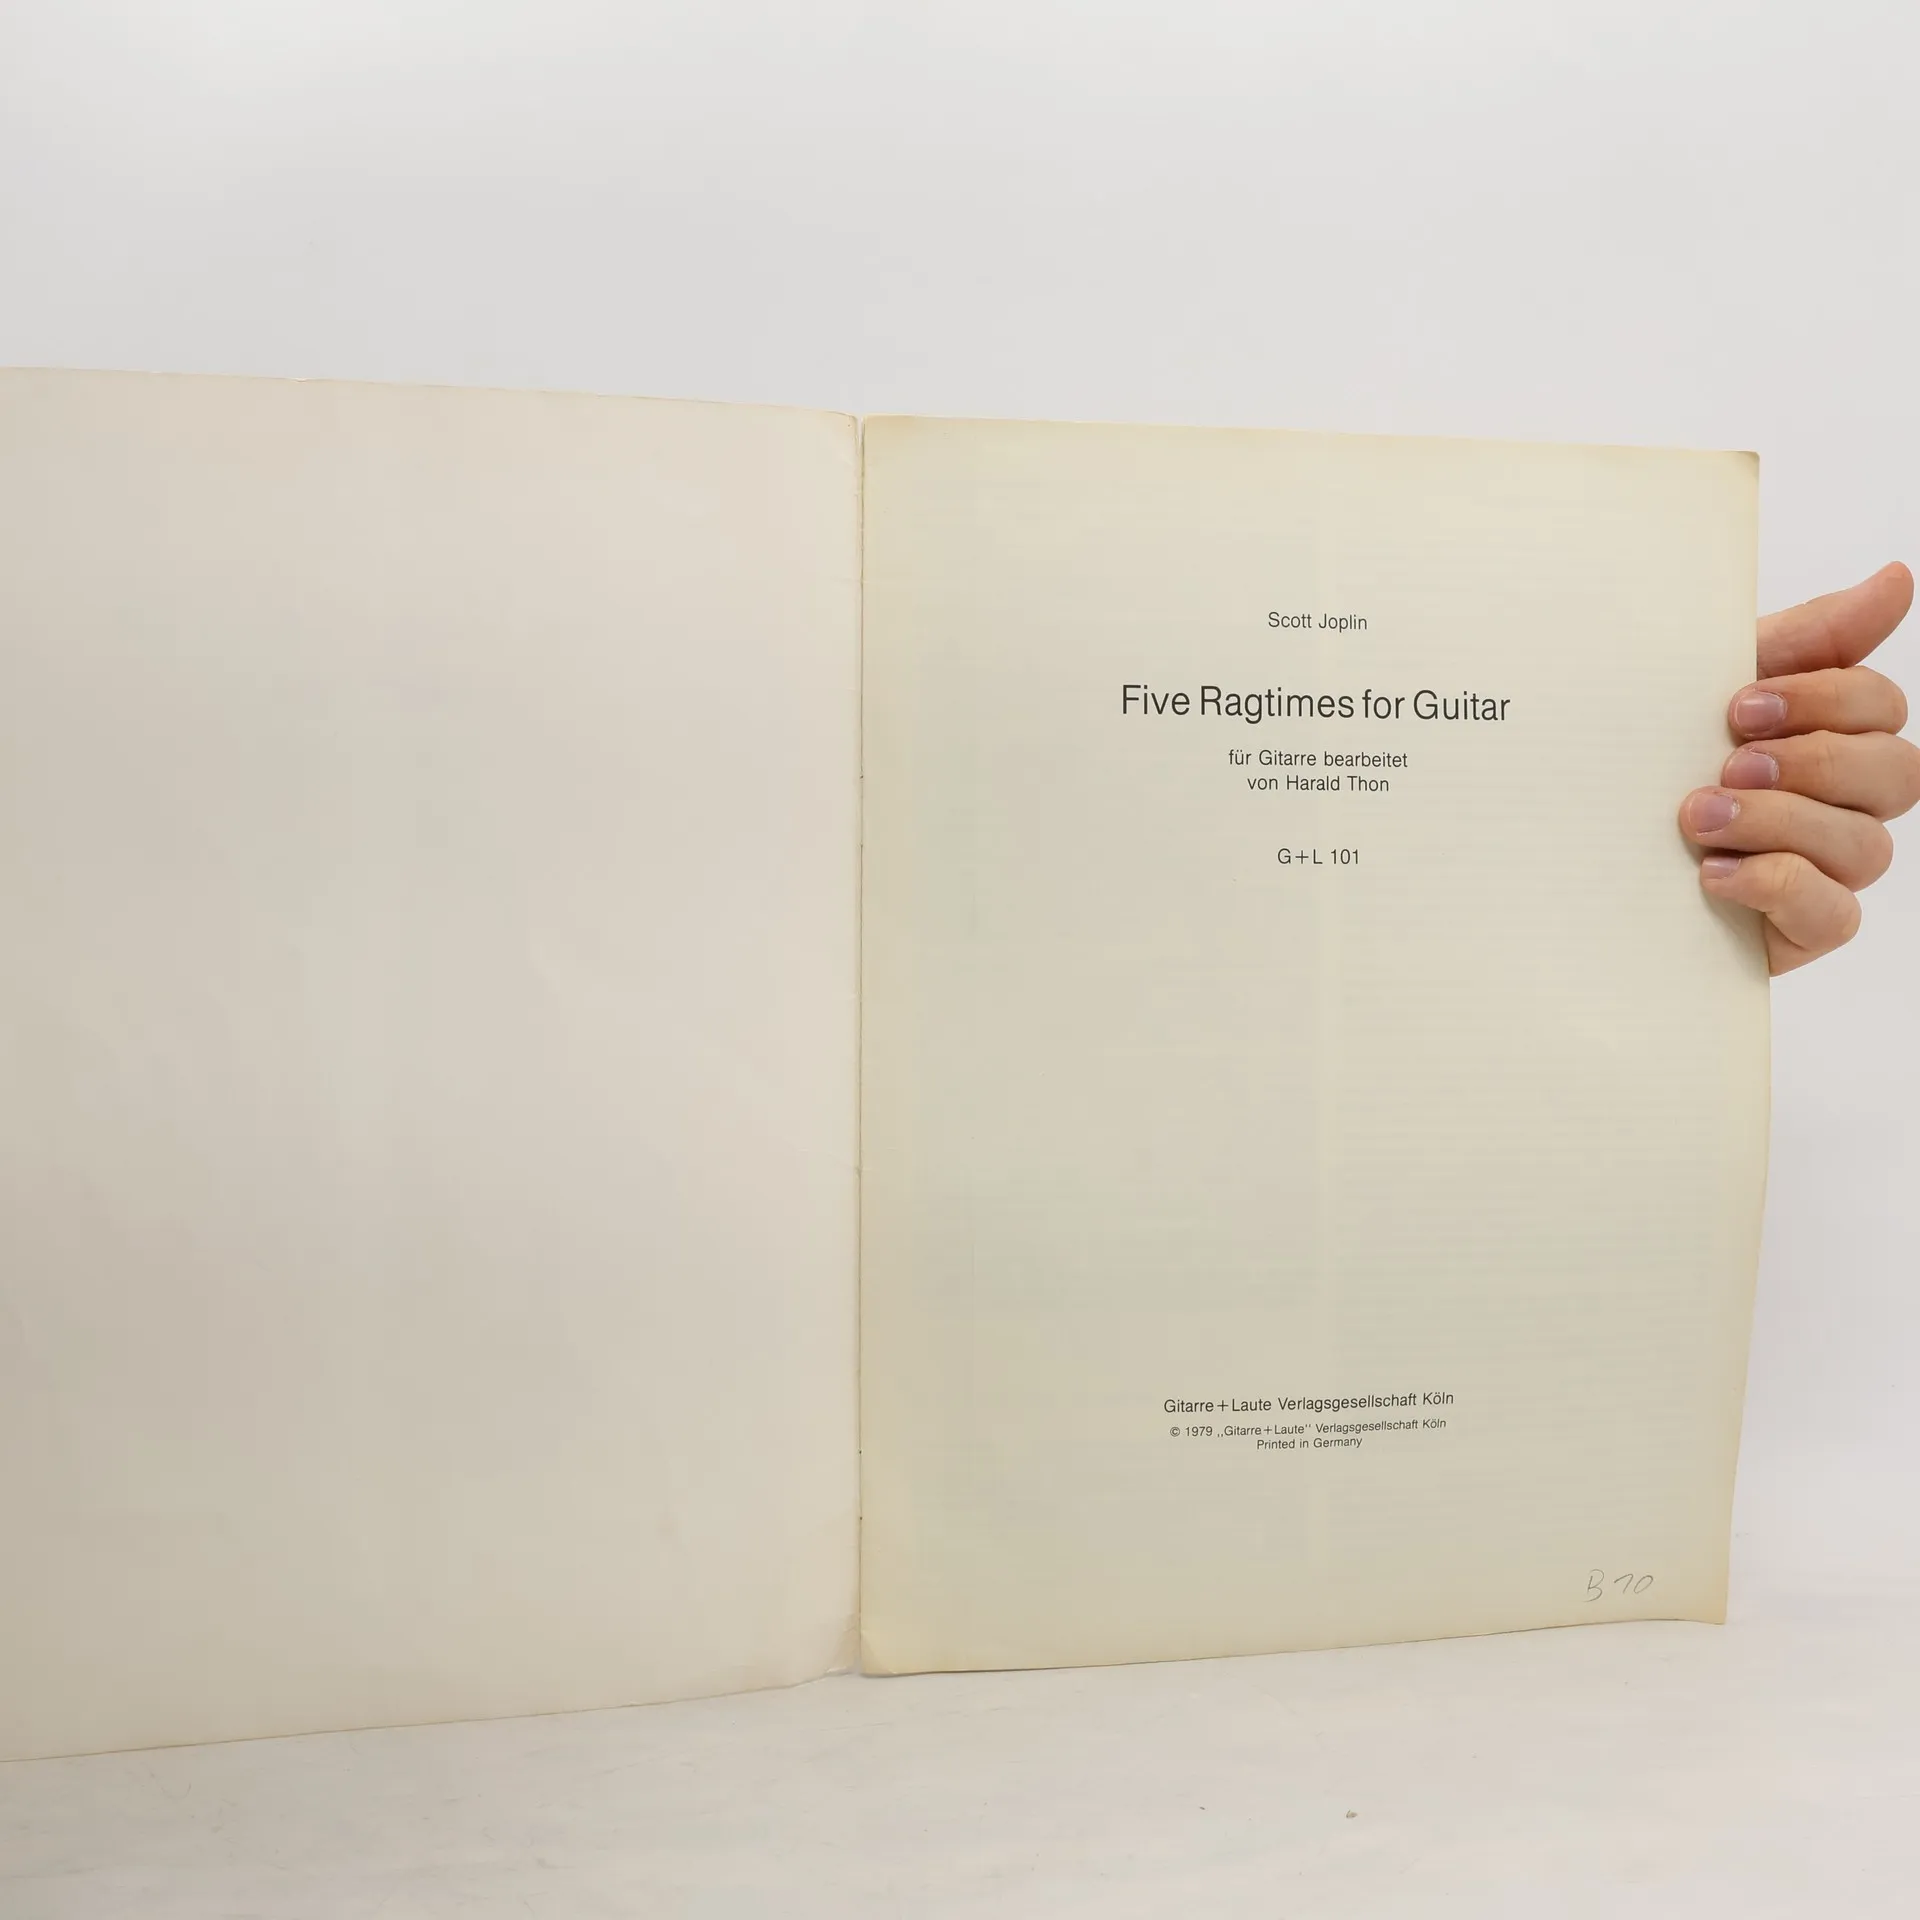 Scott Joplin
Five Ragtimes for Guitar
für Gitarre bearbeitet
von Harald Thon
G+L 101
Gitarre+Laute Verlagsgesellschaft Köln
© 1979 ,,Gitarre+Laute'' Verlagsgesellschaft Köln
Printed in Germany
B 10